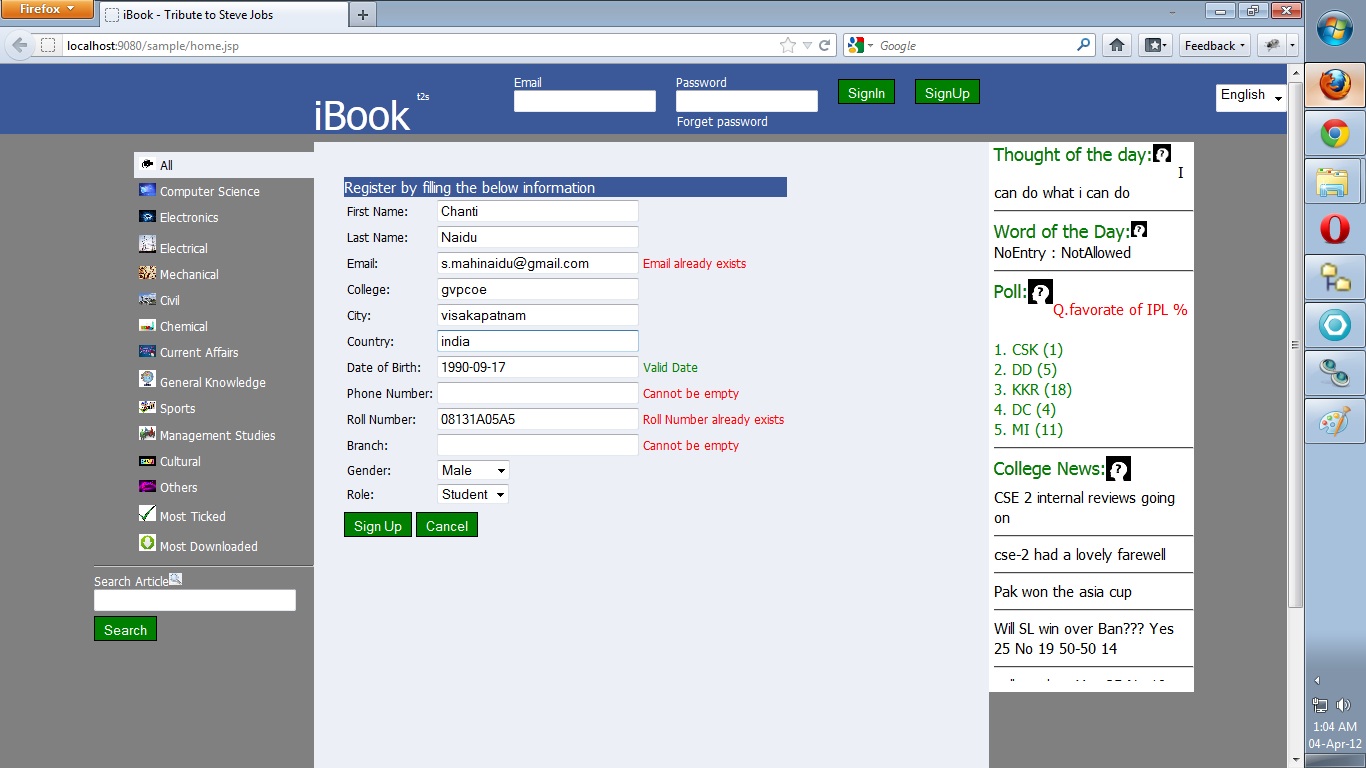 Firefox
iBook - Tribute to Steve Jobs
localhost:9080/sample/home.jsp
Google
Feedback
iBook t2s
Email
Password
SignIn
SignUp
Forget password
English
All
Computer Science
Electronics
Electrical
Mechanical
Civil
Chemical
Current Affairs
General Knowledge
Sports
Management Studies
Cultural
Others
Most Ticked
Most Downloaded
Search Article
Search
Register by filling the below information
First Name: Chanti
Last Name: Naidu
Email: s.mahinaidu@gmail.com Email already exists
College: gvpcoe
City: visakapatnam
Country: india
Date of Birth: 1990-09-17 Valid Date
Phone Number: Cannot be empty
Roll Number: 08131A05A5 Roll Number already exists
Branch: Cannot be empty
Gender: Male
Role: Student
Sign Up Cancel
Thought of the day:
I
can do what i can do
Word of the Day:
NoEntry : NotAllowed
Poll:
Q.favorate of IPL %
1. CSK (1)
2. DD (5)
3. KKR (18)
4. DC (4)
5. MI (11)
College News:
CSE 2 internal reviews going
on
cse-2 had a lovely farewell
Pak won the asia cup
Will SL win over Ban??? Yes
25 No 19 50-50 14
1:04 AM
04-Apr-12